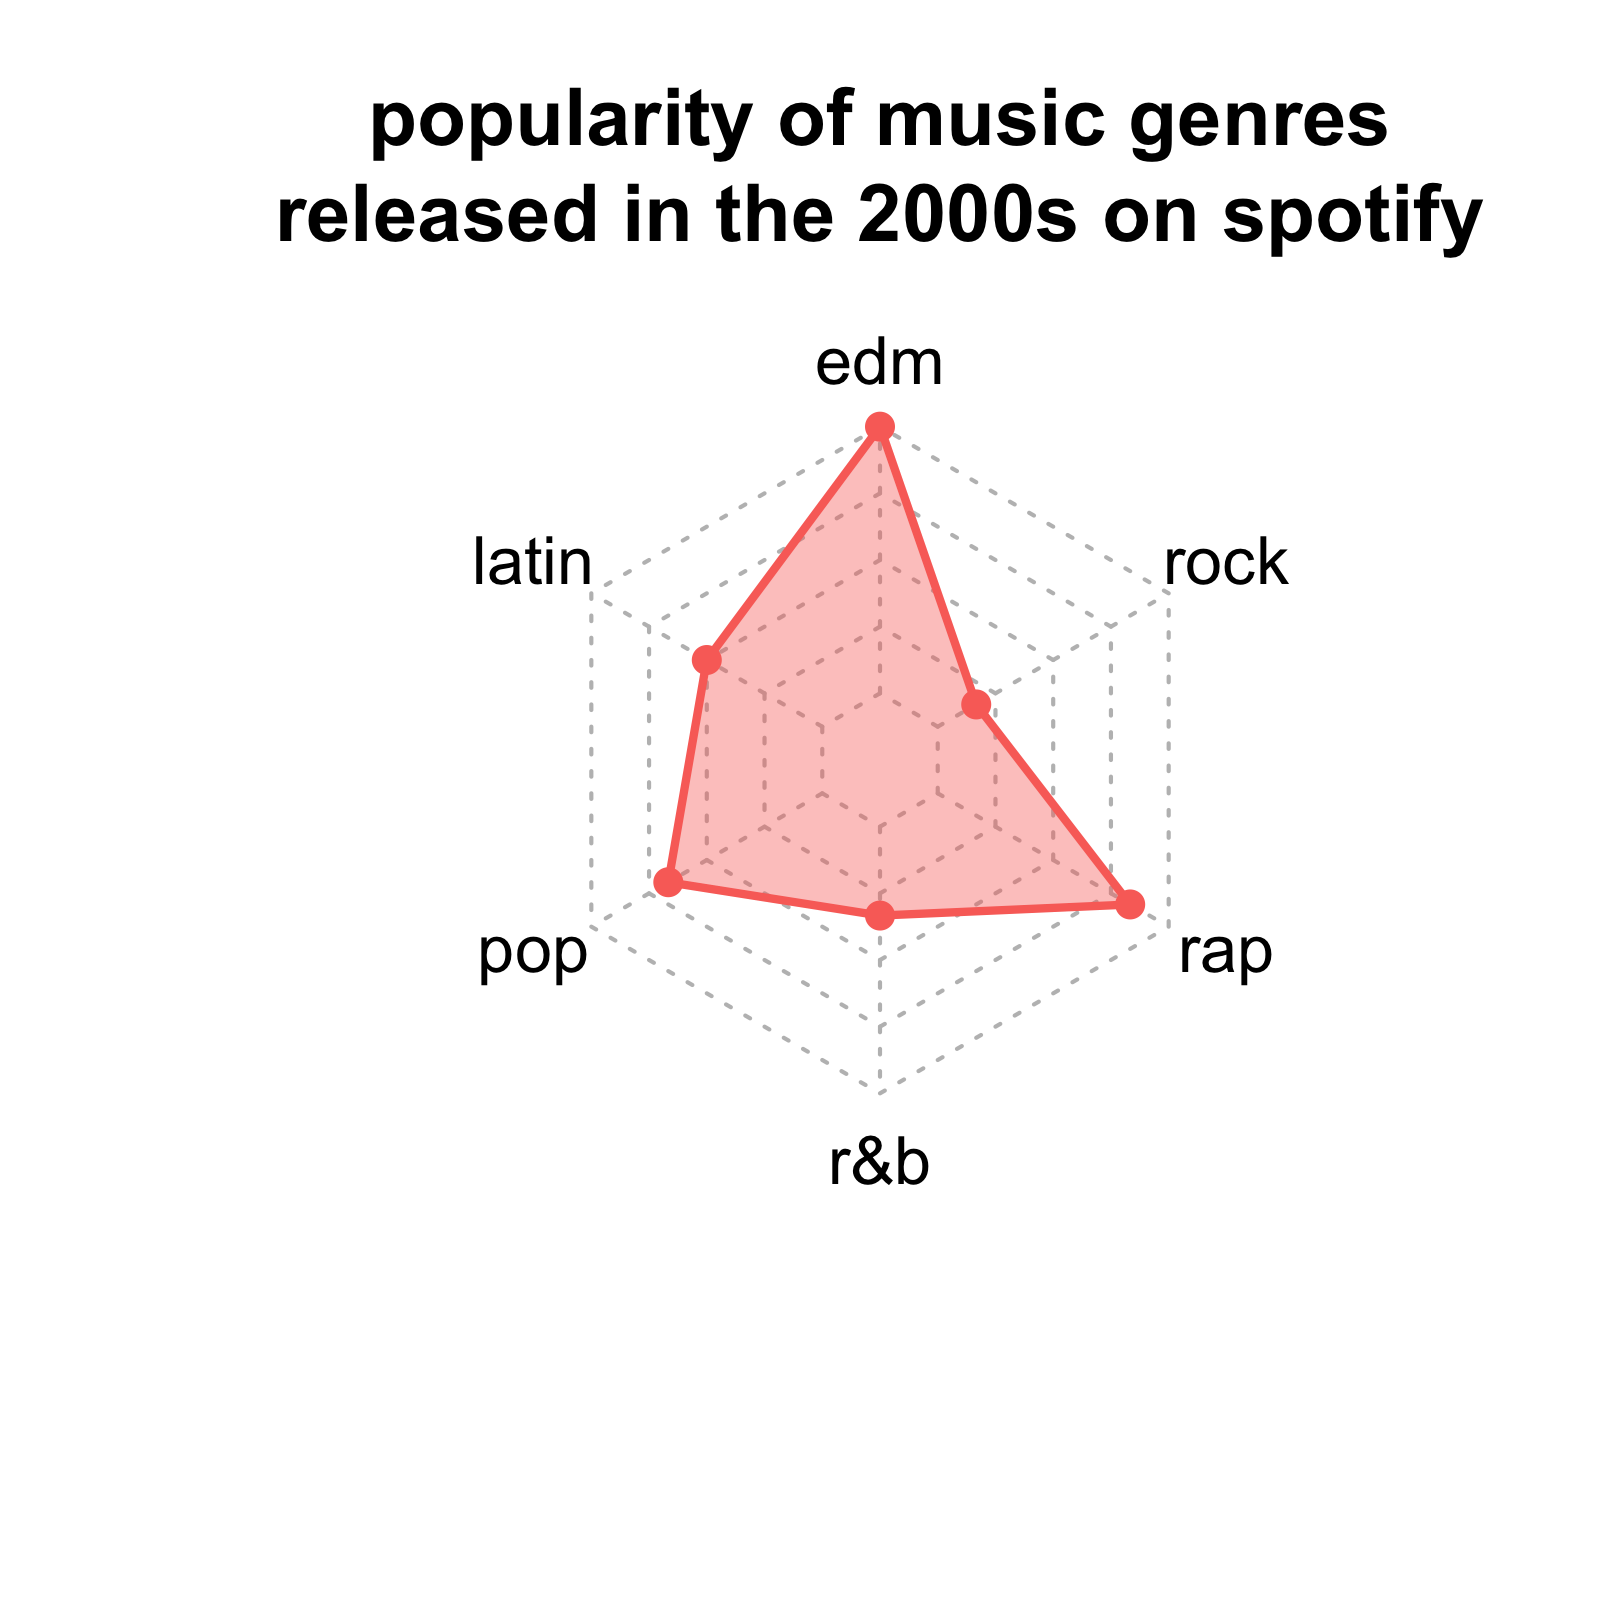 popularity of music genres
released in the 2000s on spotify
edm
latin
rock
pop
rap
r&b